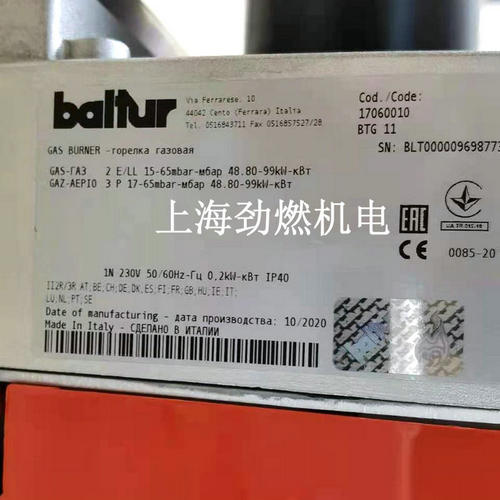 baltur
Via Ferrarese, 10
44042 Cento (Ferrara) Italta
Tel. 0516843711 Fax 0516857527/28
Cod./Code:
17060010
BTG 11
SN: BLT0000096987
GAS BURNER -горелка газовая
GAS-ГАЗ 2 E/LL 15-65mbar-мбар 48.80-99kW-кВт
GAZ-AEPIO 3 P 17-65mbar-мбар 48.80-99kW-кВт
上海劲燃机电
EAC
CE 0085-20
1N 230V 50/60Hz-Гц 0,2kW-кВт IP40
II2R/3R AT;BE;CH;DE;DK;ES;FI;FR;GB;HU;IE;IT;
LU;NL;PT;SE
Date of manufacturing - дата производства: 10/2020
Made in Italy - СДЕЛАНО В ИТАЛИИ